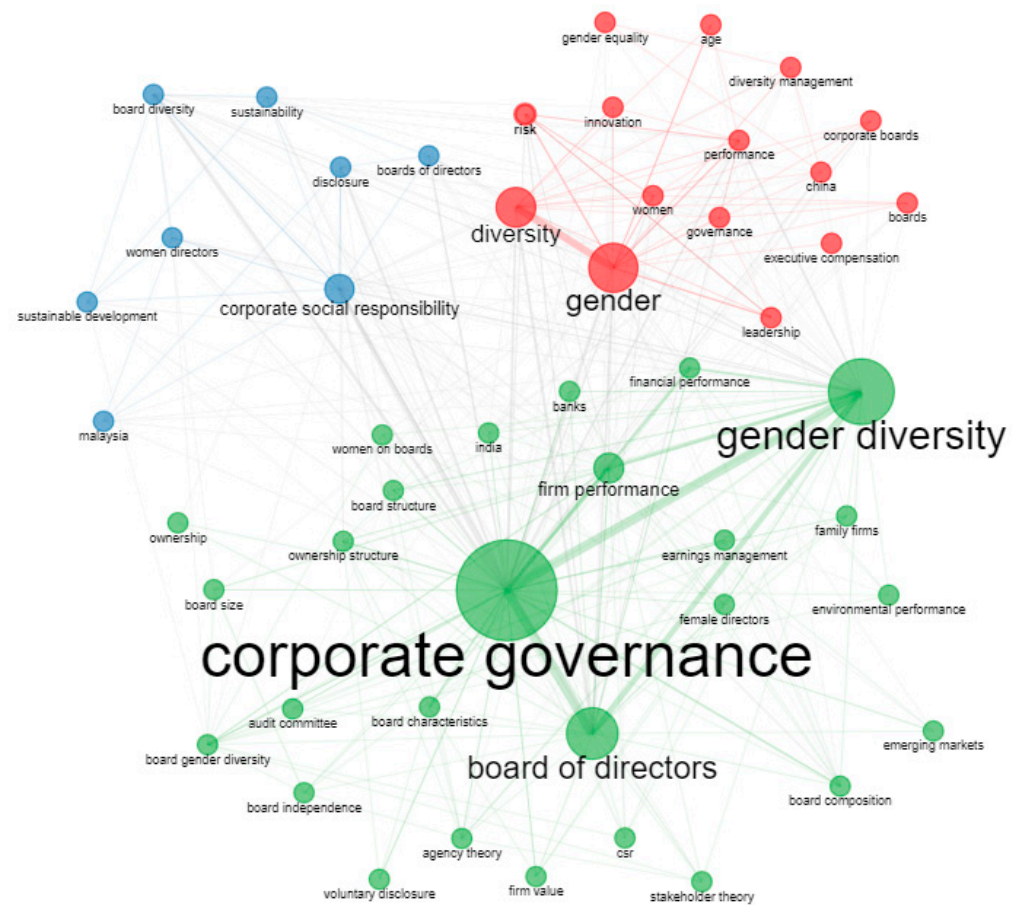 gender equality
age
diversity management
board diversity
sustainability
risk
innovation
corporate boards
performance
disclosure
boards of directors
china
women
boards
diversity
governance
women directors
executive compensation
gender
corporate social responsibility
sustainable development
leadership
financial performance
banks
malaysia
women on boards
india
gender diversity
firm performance
board structure
ownership
ownership structure
earnings management
family firms
board size
female directors
environmental performance
corporate governance
audit committee
board characteristics
board gender diversity
board of directors
emerging markets
board independence
board composition
agency theory
csr
voluntary disclosure
firm value
stakeholder theory